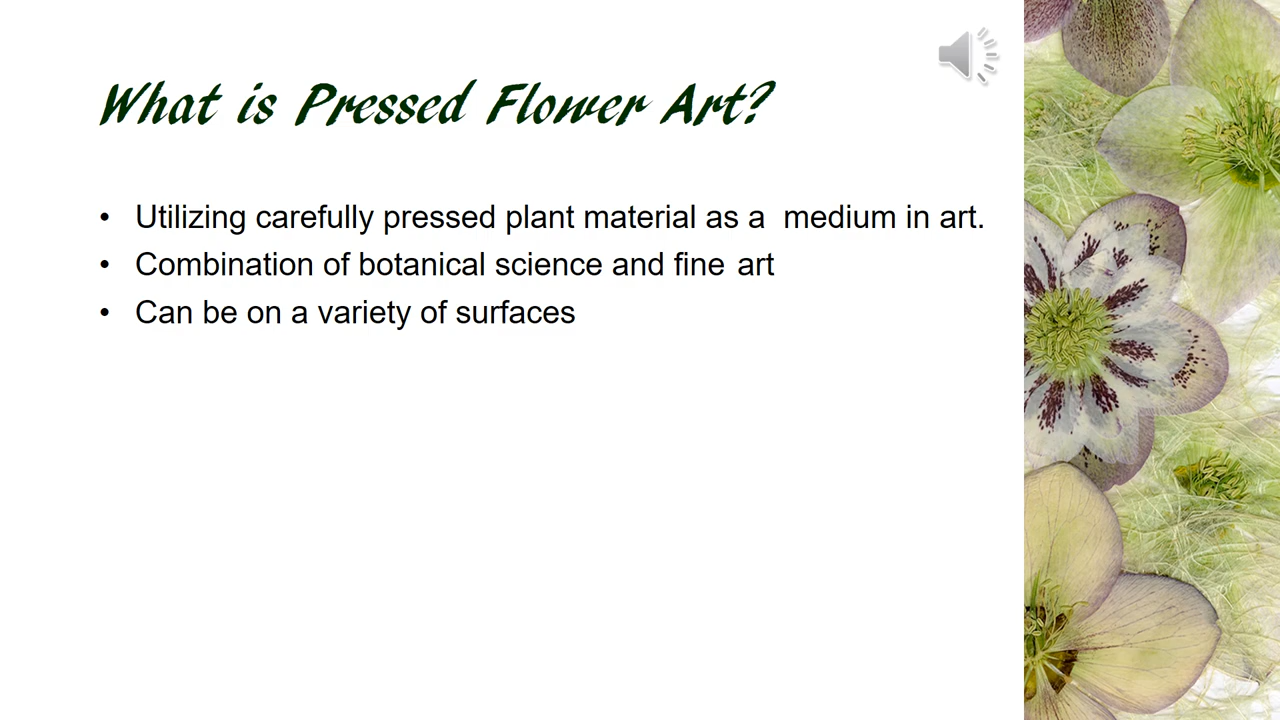 What is Pressed Flower Art?
• Utilizing carefully pressed plant material as a  medium in art.
• Combination of botanical science and fine art
• Can be on a variety of surfaces